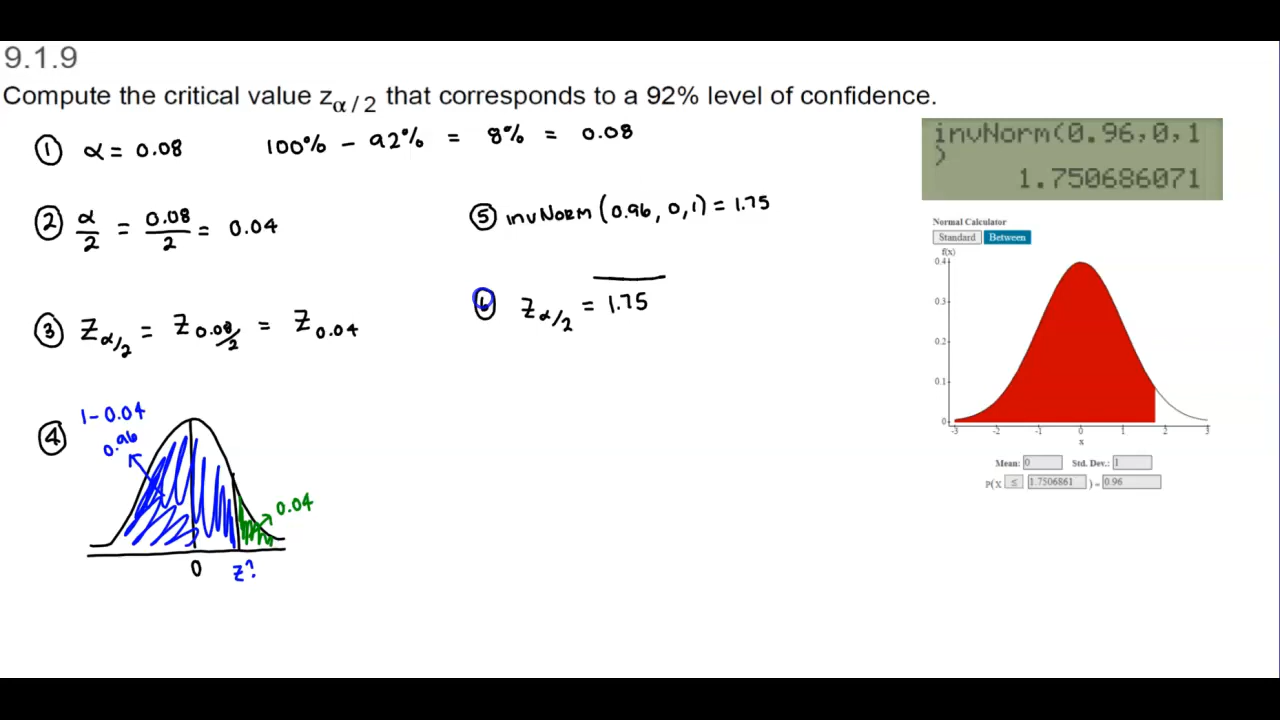 9.1.9
Compute the critical value zα/2 that corresponds to a 92% level of confidence.
① α = 0.08 100% - 92% = 8% = 0.08
② α/2 = 0.08/2 = 0.04
③ Zα/2 = Z0.08/2 = Z0.04
④ 1-0.04
0.96
0.04
0 Z?
⑤ invNorm (0.96, 0, 1) = 1.75
⑥ Zα/2 = 1.75
invNorm(0.96,0,1
)
1.750686071
Normal Calculator
Standard Between
f(x)
0.4
0.3
0.2
0.1
0
-3 -2 -1 0 1 2 3
x
Mean: 0 Std. Dev.: 1
P(X ≤ 1.7506861 ) = 0.96